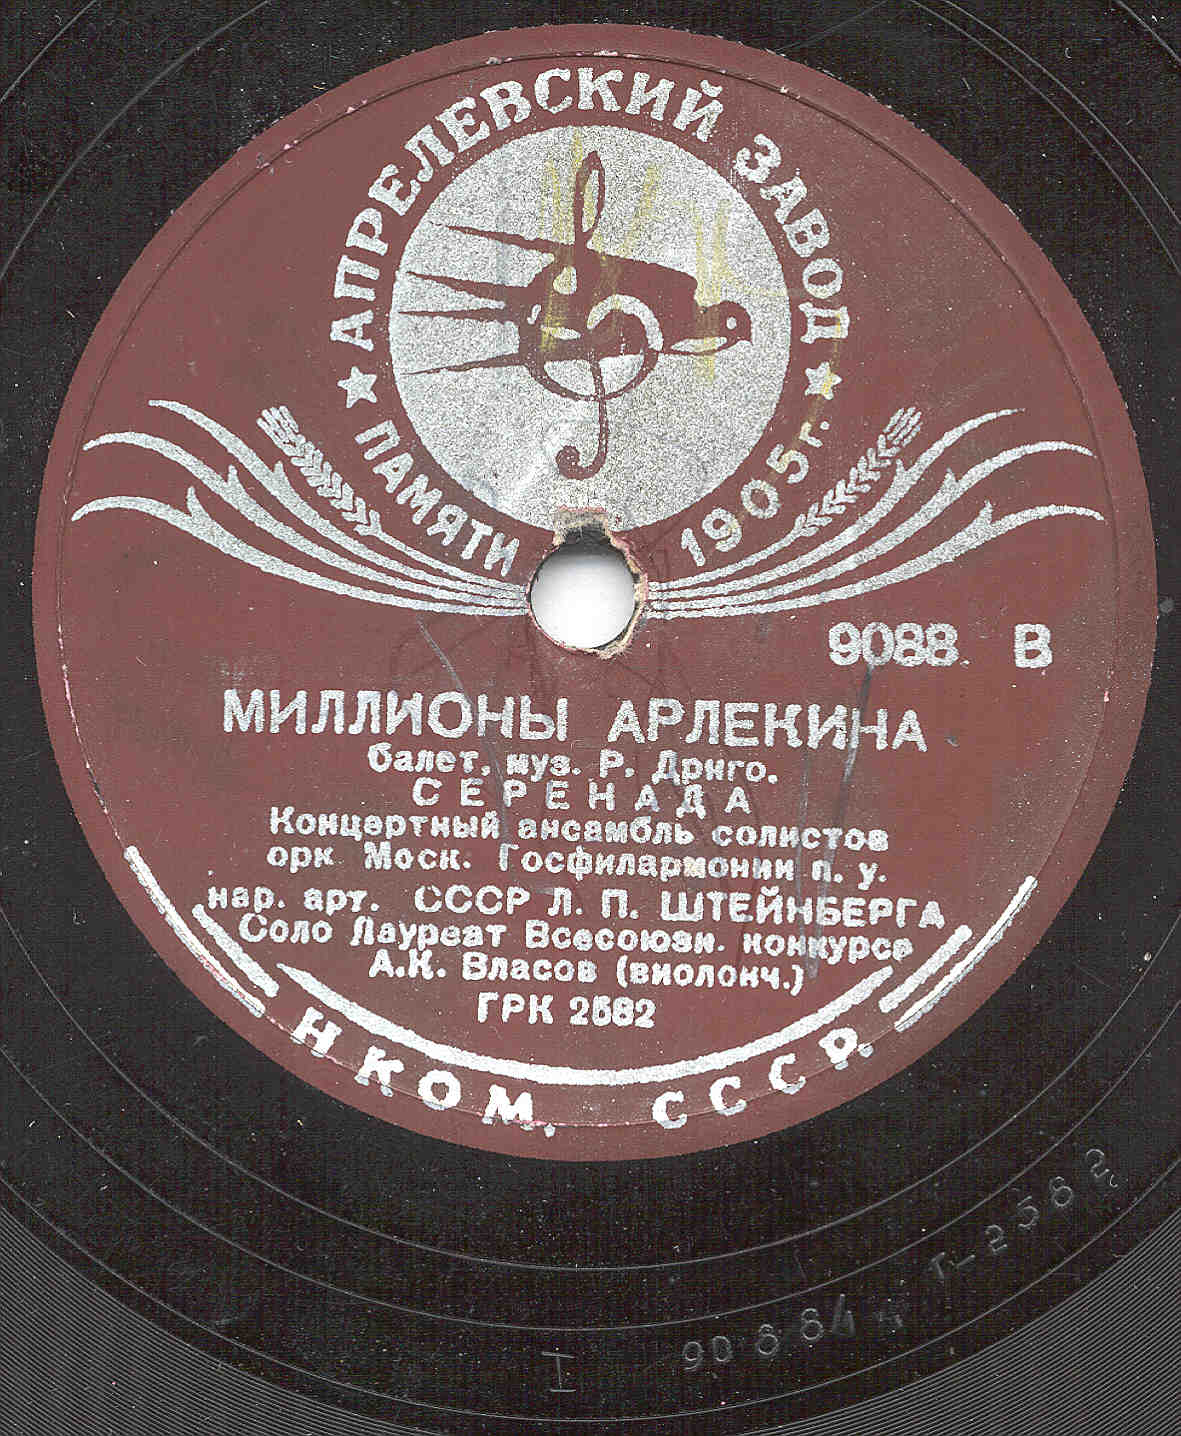 АПРЕЛЕВСКИЙ ЗАВОД
ПАМЯТИ 1905 г.
9088 В
МИЛЛИОНЫ АРЛЕКИНА
балет, муз. Р. Дриго.
СЕРЕНАДА
Концертный ансамбль солистов
орк Моск. Госфилармонии п. у.
нар. арт. СССР Л. П. ШТЕЙНБЕРГА
Соло Лауреат Всесоюзн. конкурса
А.К. Власов (виолонч.)
ГРК 2582
НКОМ. СССР
I